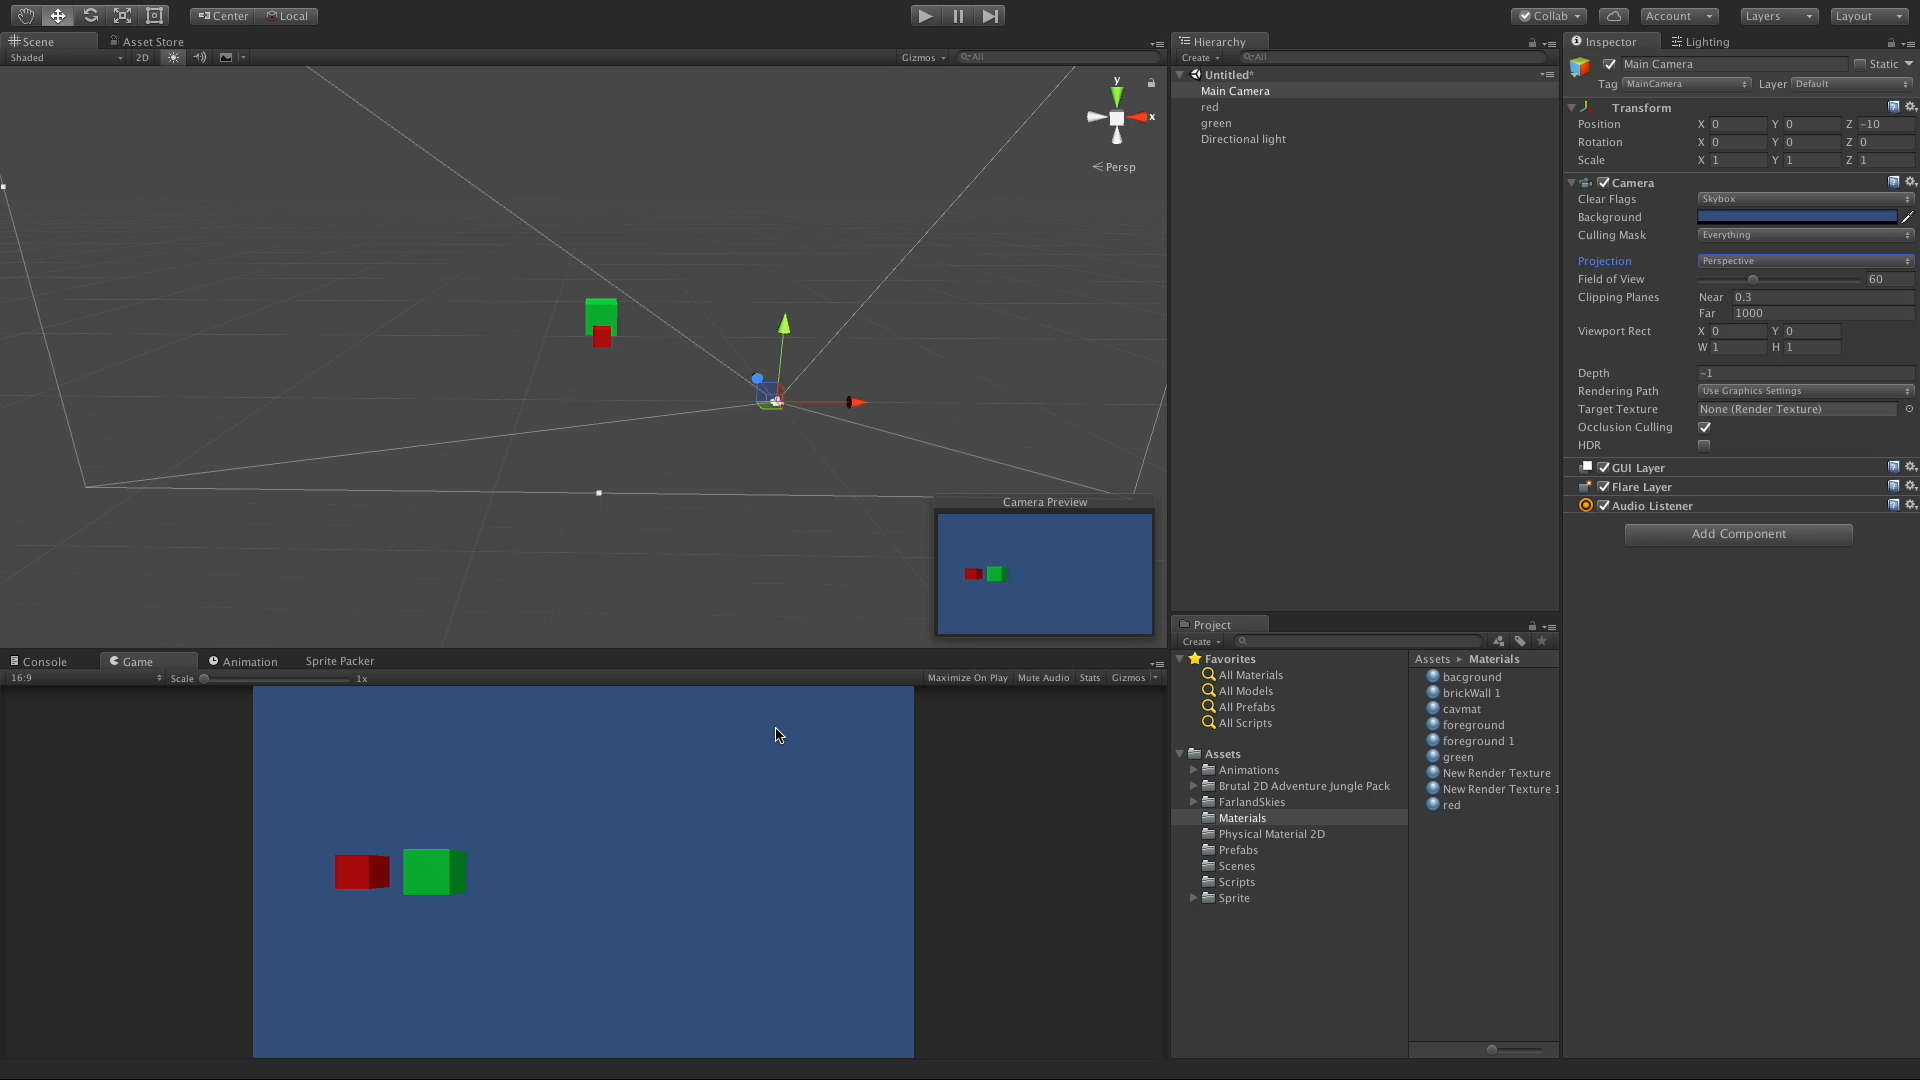 Center Local
Collab Account Layers Layout
Scene Asset Store
Shaded 2D Gizmos All
y
x
Persp
Camera Preview
Console Game Animation Sprite Packer
16:9 Scale 1x Maximize On Play Mute Audio Stats Gizmos
Hierarchy
Create All
Untitled*
Main Camera
red
green
Directional light
Project
Create
Favorites
All Materials
All Models
All Prefabs
All Scripts
Assets
Animations
Brutal 2D Adventure Jungle Pack
FarlandSkies
Materials
Physical Material 2D
Prefabs
Scenes
Scripts
Sprite
Assets Materials
bacground
brickWall 1
cavmat
foreground
foreground 1
green
New Render Texture
New Render Texture 1
red
Inspector Lighting
Main Camera Static
Tag MainCamera Layer Default
Transform
Position X 0 Y 0 Z -10
Rotation X 0 Y 0 Z 0
Scale X 1 Y 1 Z 1
Camera
Clear Flags Skybox
Background
Culling Mask Everything
Projection Perspective
Field of View 60
Clipping Planes Near 0.3
Far 1000
Viewport Rect X 0 Y 0
W 1 H 1
Depth -1
Rendering Path Use Graphics Settings
Target Texture None (Render Texture)
Occlusion Culling
HDR
GUI Layer
Flare Layer
Audio Listener
Add Component